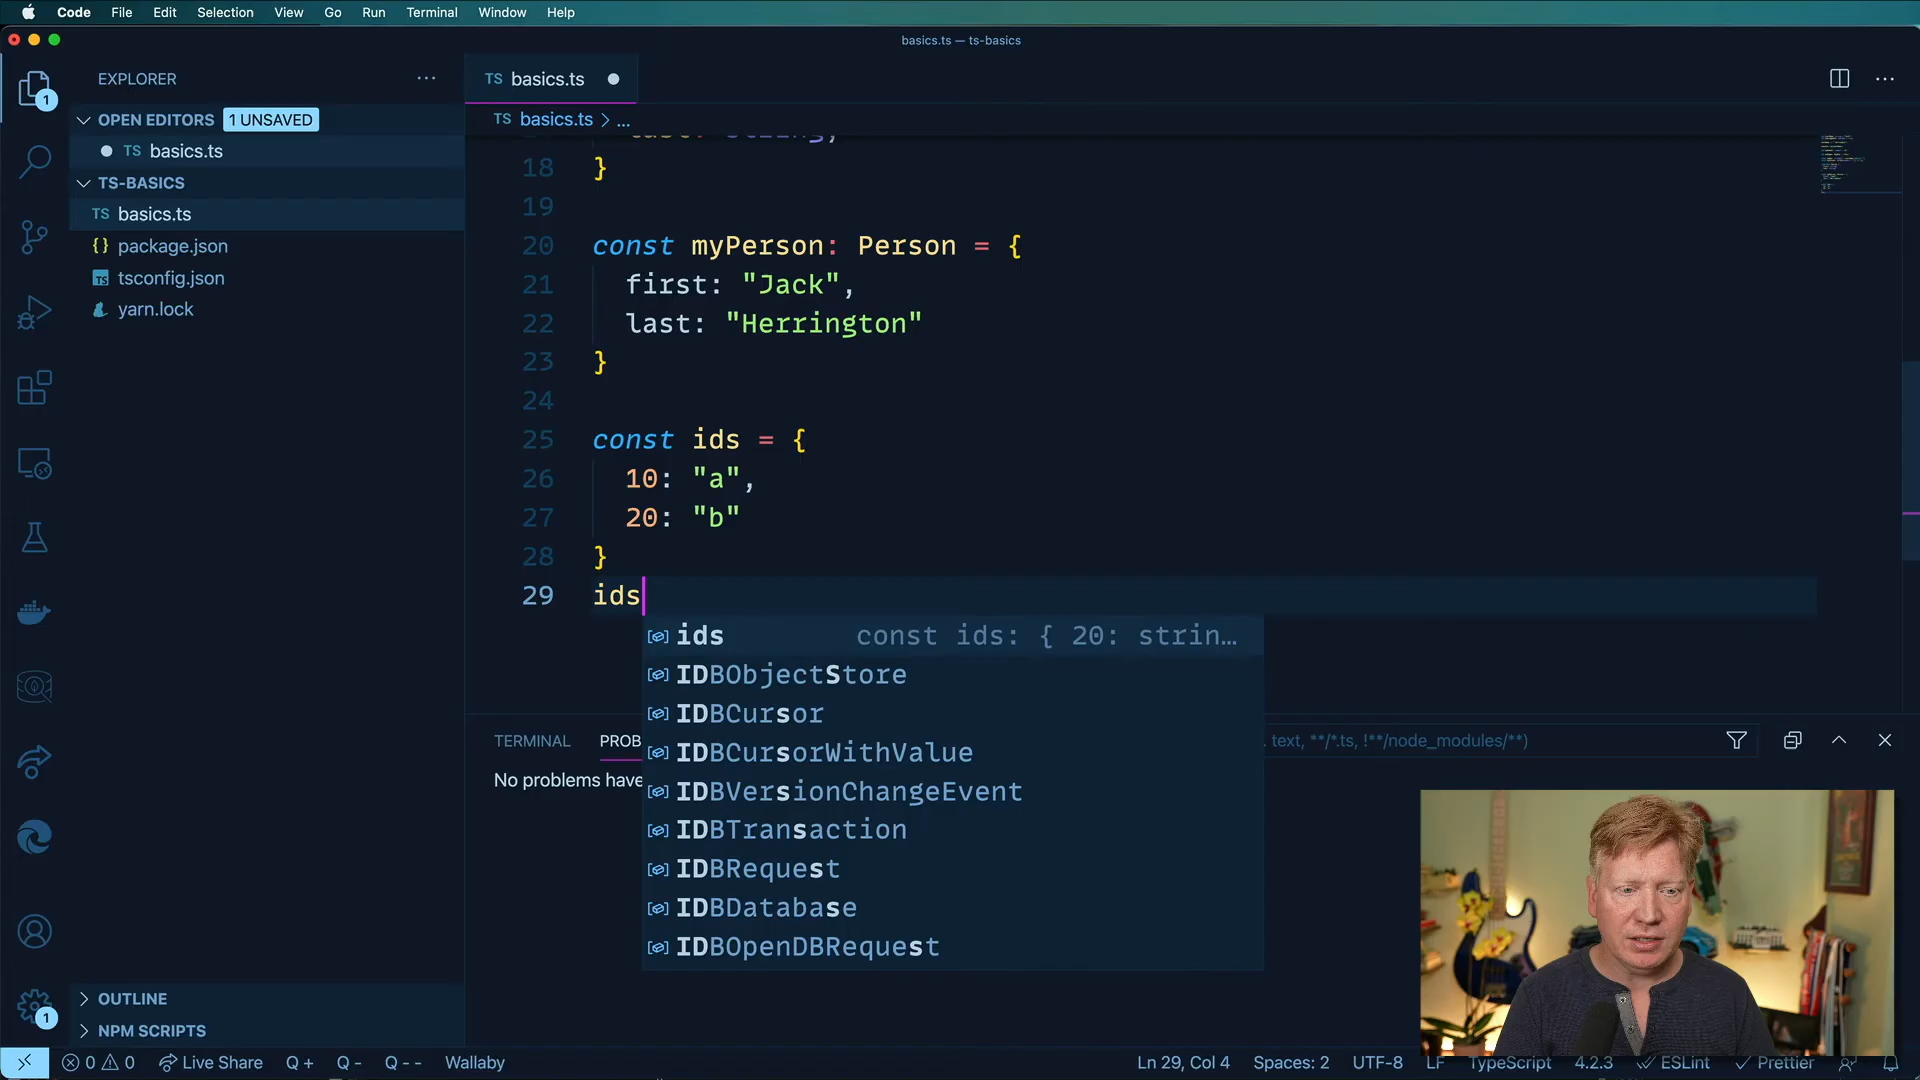 Code File Edit Selection View Go Run Terminal Window Help
basics.ts — ts-basics
EXPLORER
TS basics.ts
OPEN EDITORS 1 UNSAVED
TS basics.ts > ...
TS basics.ts
18 }
TS-BASICS
19
TS basics.ts
{} package.json
20 const myPerson: Person = {
TS tsconfig.json
21 first: "Jack",
yarn.lock
22 last: "Herrington"
23 }
24
25 const ids = {
26 10: "a",
27 20: "b"
28 }
29 ids
ids const ids: { 20: strin…
IDBObjectStore
IDBCursor
IDBCursorWithValue
IDBVersionChangeEvent
IDBTransaction
IDBRequest
IDBDatabase
IDBOpenDBRequest
TERMINAL PROB text, **/*.ts, !**/node_modules/**)
No problems have
1
1
OUTLINE
NPM SCRIPTS
0 0 Live Share Q + Q - Q - - Wallaby Ln 29, Col 4 Spaces: 2 UTF-8 LF TypeScript 4.2.3 ESLint Prettier